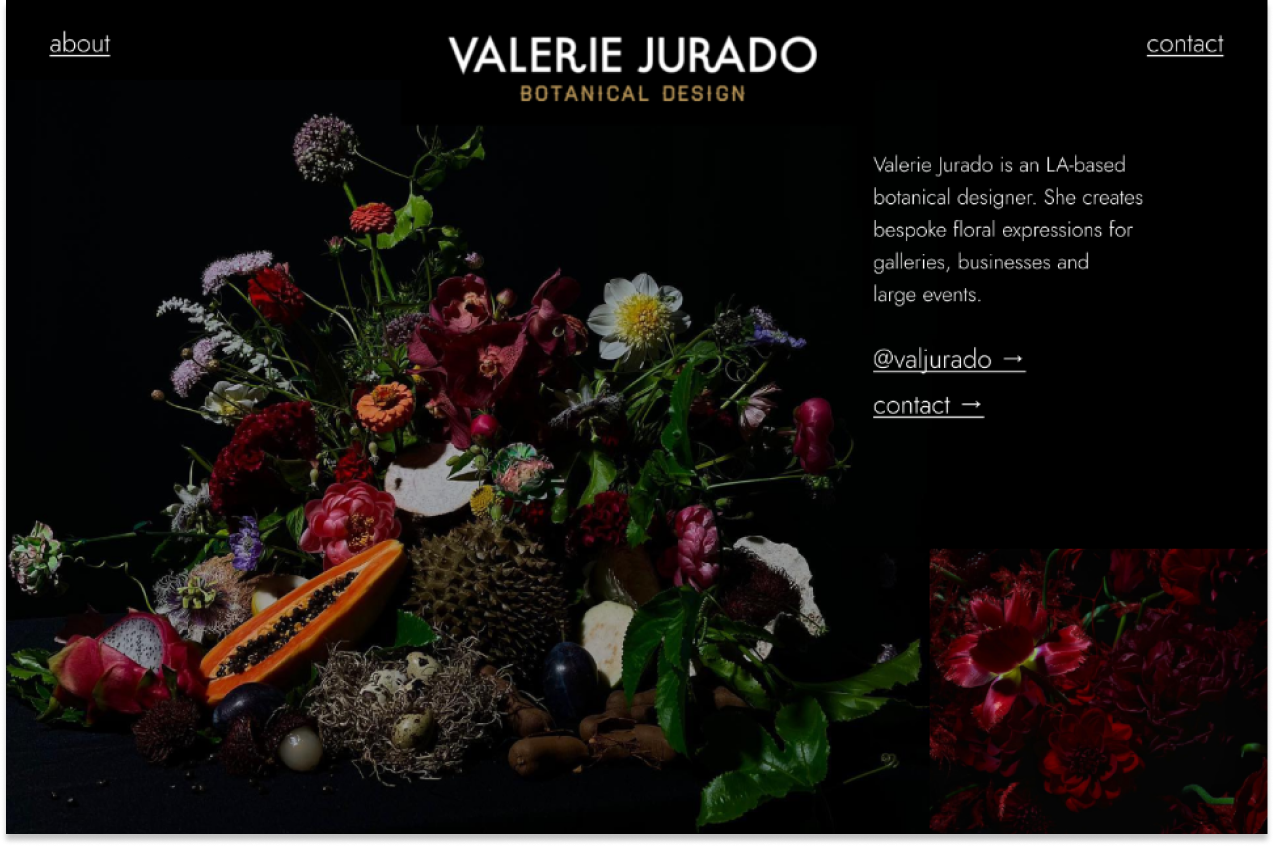 about
VALERIE JURADO
contact
BOTANICAL DESIGN
Valerie Jurado is an LA-based
botanical designer. She creates
bespoke floral expressions for
galleries, businesses and
large events.
@valjurado →
contact →